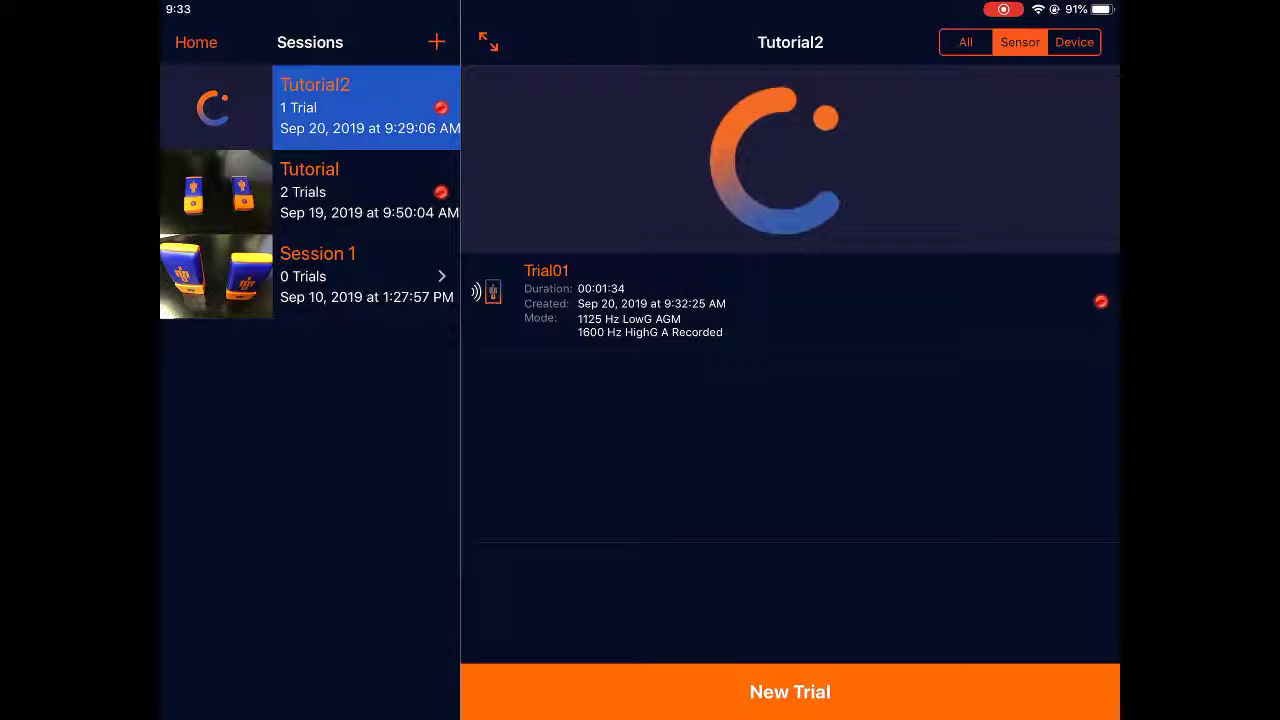 9:33
91%
Home
Sessions
+
Tutorial2
1 Trial
Sep 20, 2019 at 9:29:06 AM
Tutorial
2 Trials
Sep 19, 2019 at 9:50:04 AM
Session 1
0 Trials
Sep 10, 2019 at 1:27:57 PM
Tutorial2
All Sensor Device
Trial01
Duration: 00:01:34
Created: Sep 20, 2019 at 9:32:25 AM
Mode: 1125 Hz LowG AGM
1600 Hz HighG A Recorded
New Trial